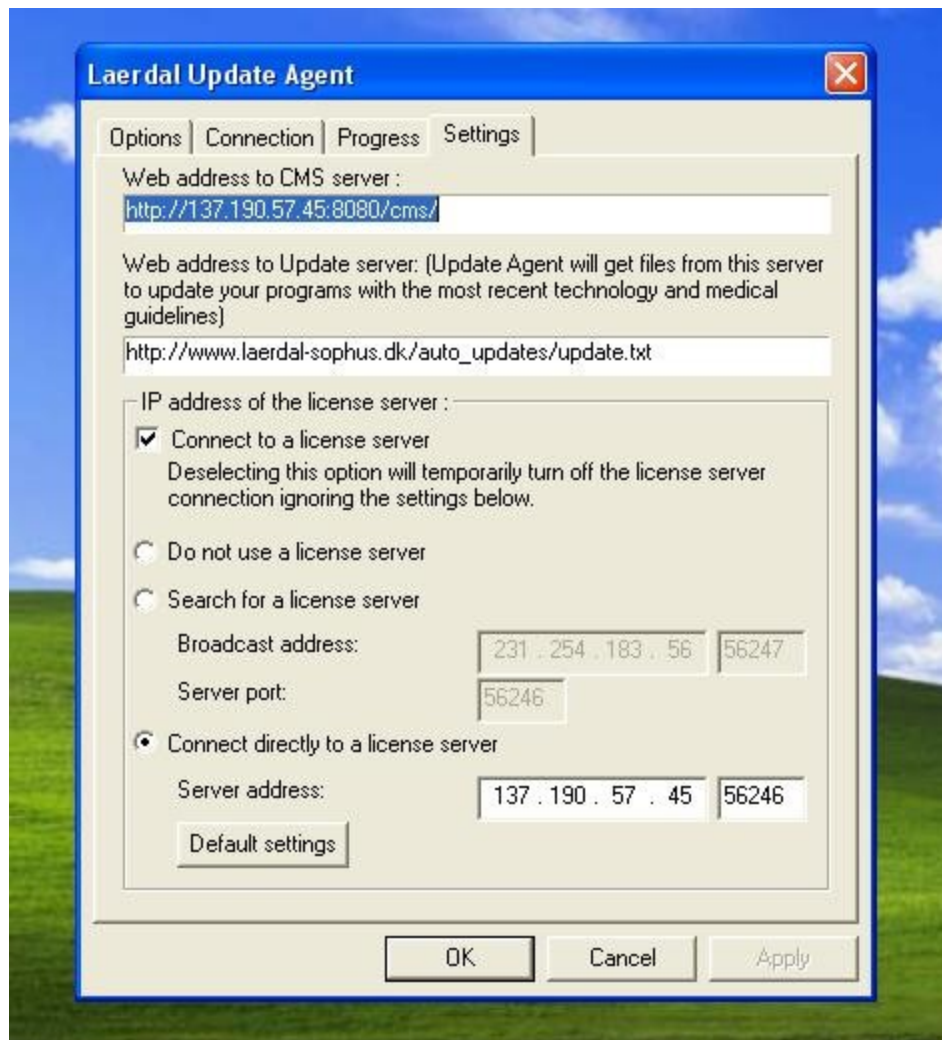 Laerdal Update Agent
Options Connection Progress Settings
Web address to CMS server :
http://137.190.57.45:8080/cms/
Web address to Update server: (Update Agent will get files from this server
to update your programs with the most recent technology and medical
guidelines)
http://www.laerdal-sophus.dk/auto_updates/update.txt
IP address of the license server :
Connect to a license server
Deselecting this option will temporarily turn off the license server
connection ignoring the settings below.
Do not use a license server
Search for a license server
Broadcast address: 231 . 254 . 183 . 56 56247
Server port: 56246
Connect directly to a license server
Server address: 137 . 190 . 57 . 45 56246
Default settings
OK Cancel Apply